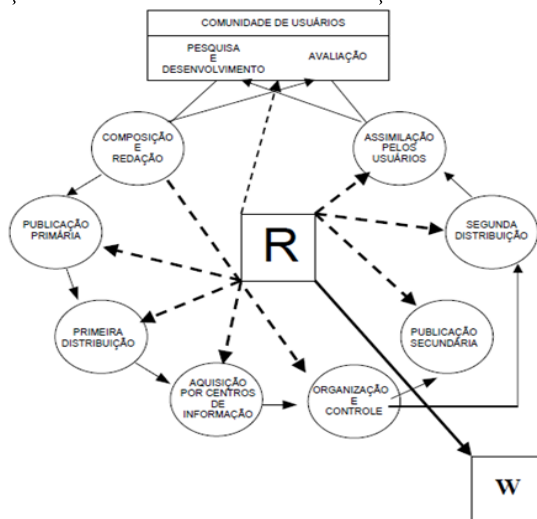 COMUNIDADE DE USUÁRIOS
PESQUISA
E
DESENVOLVIMENTO
AVALIAÇÃO
COMPOSIÇÃO
E
REDAÇÃO
ASSIMILAÇÃO
PELOS
USUÁRIOS
PUBLICAÇÃO
PRIMÁRIA
R
SEGUNDA
DISTRIBUIÇÃO
PRIMEIRA
DISTRIBUIÇÃO
PUBLICAÇÃO
SECUNDÁRIA
AQUISIÇÃO
POR CENTROS
DE
INFORMAÇÃO
ORGANIZAÇÃO
E
CONTROLE
W